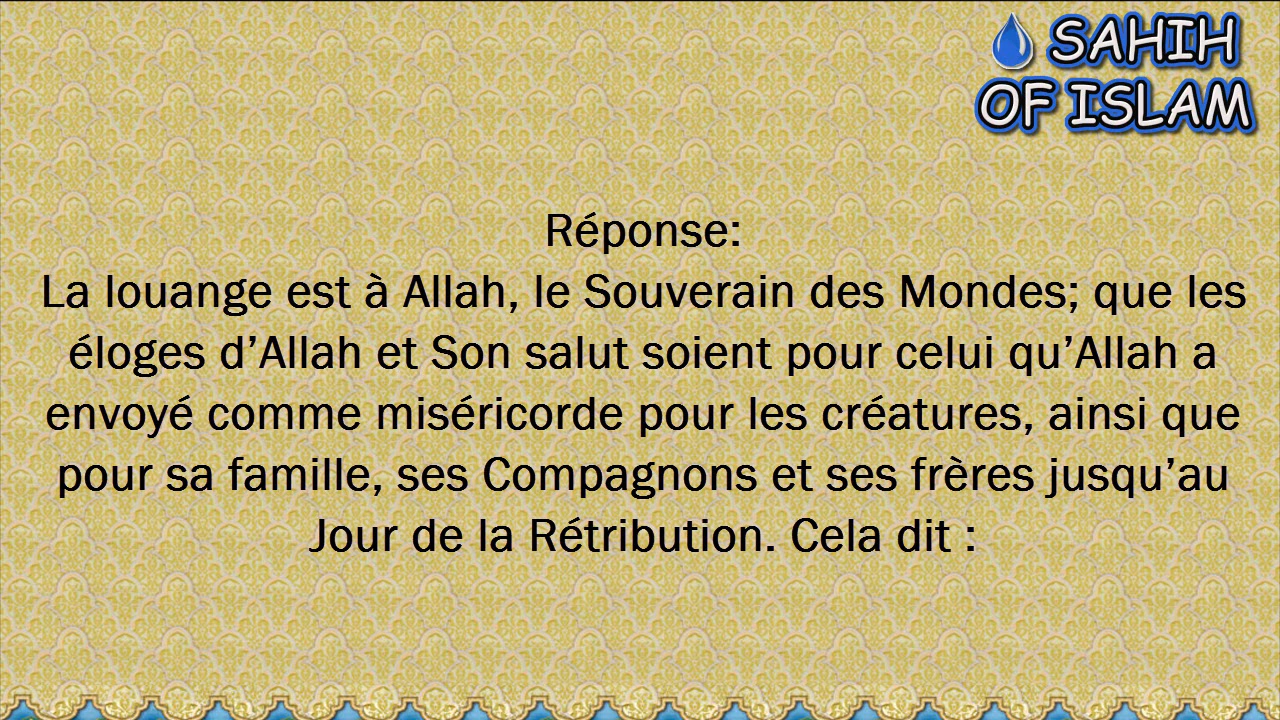 SAHIH
OF ISLAM
Réponse:
La louange est à Allah, le Souverain des Mondes; que les
éloges d’Allah et Son salut soient pour celui qu’Allah a
envoyé comme miséricorde pour les créatures, ainsi que
pour sa famille, ses Compagnons et ses frères jusqu’au
Jour de la Rétribution. Cela dit :